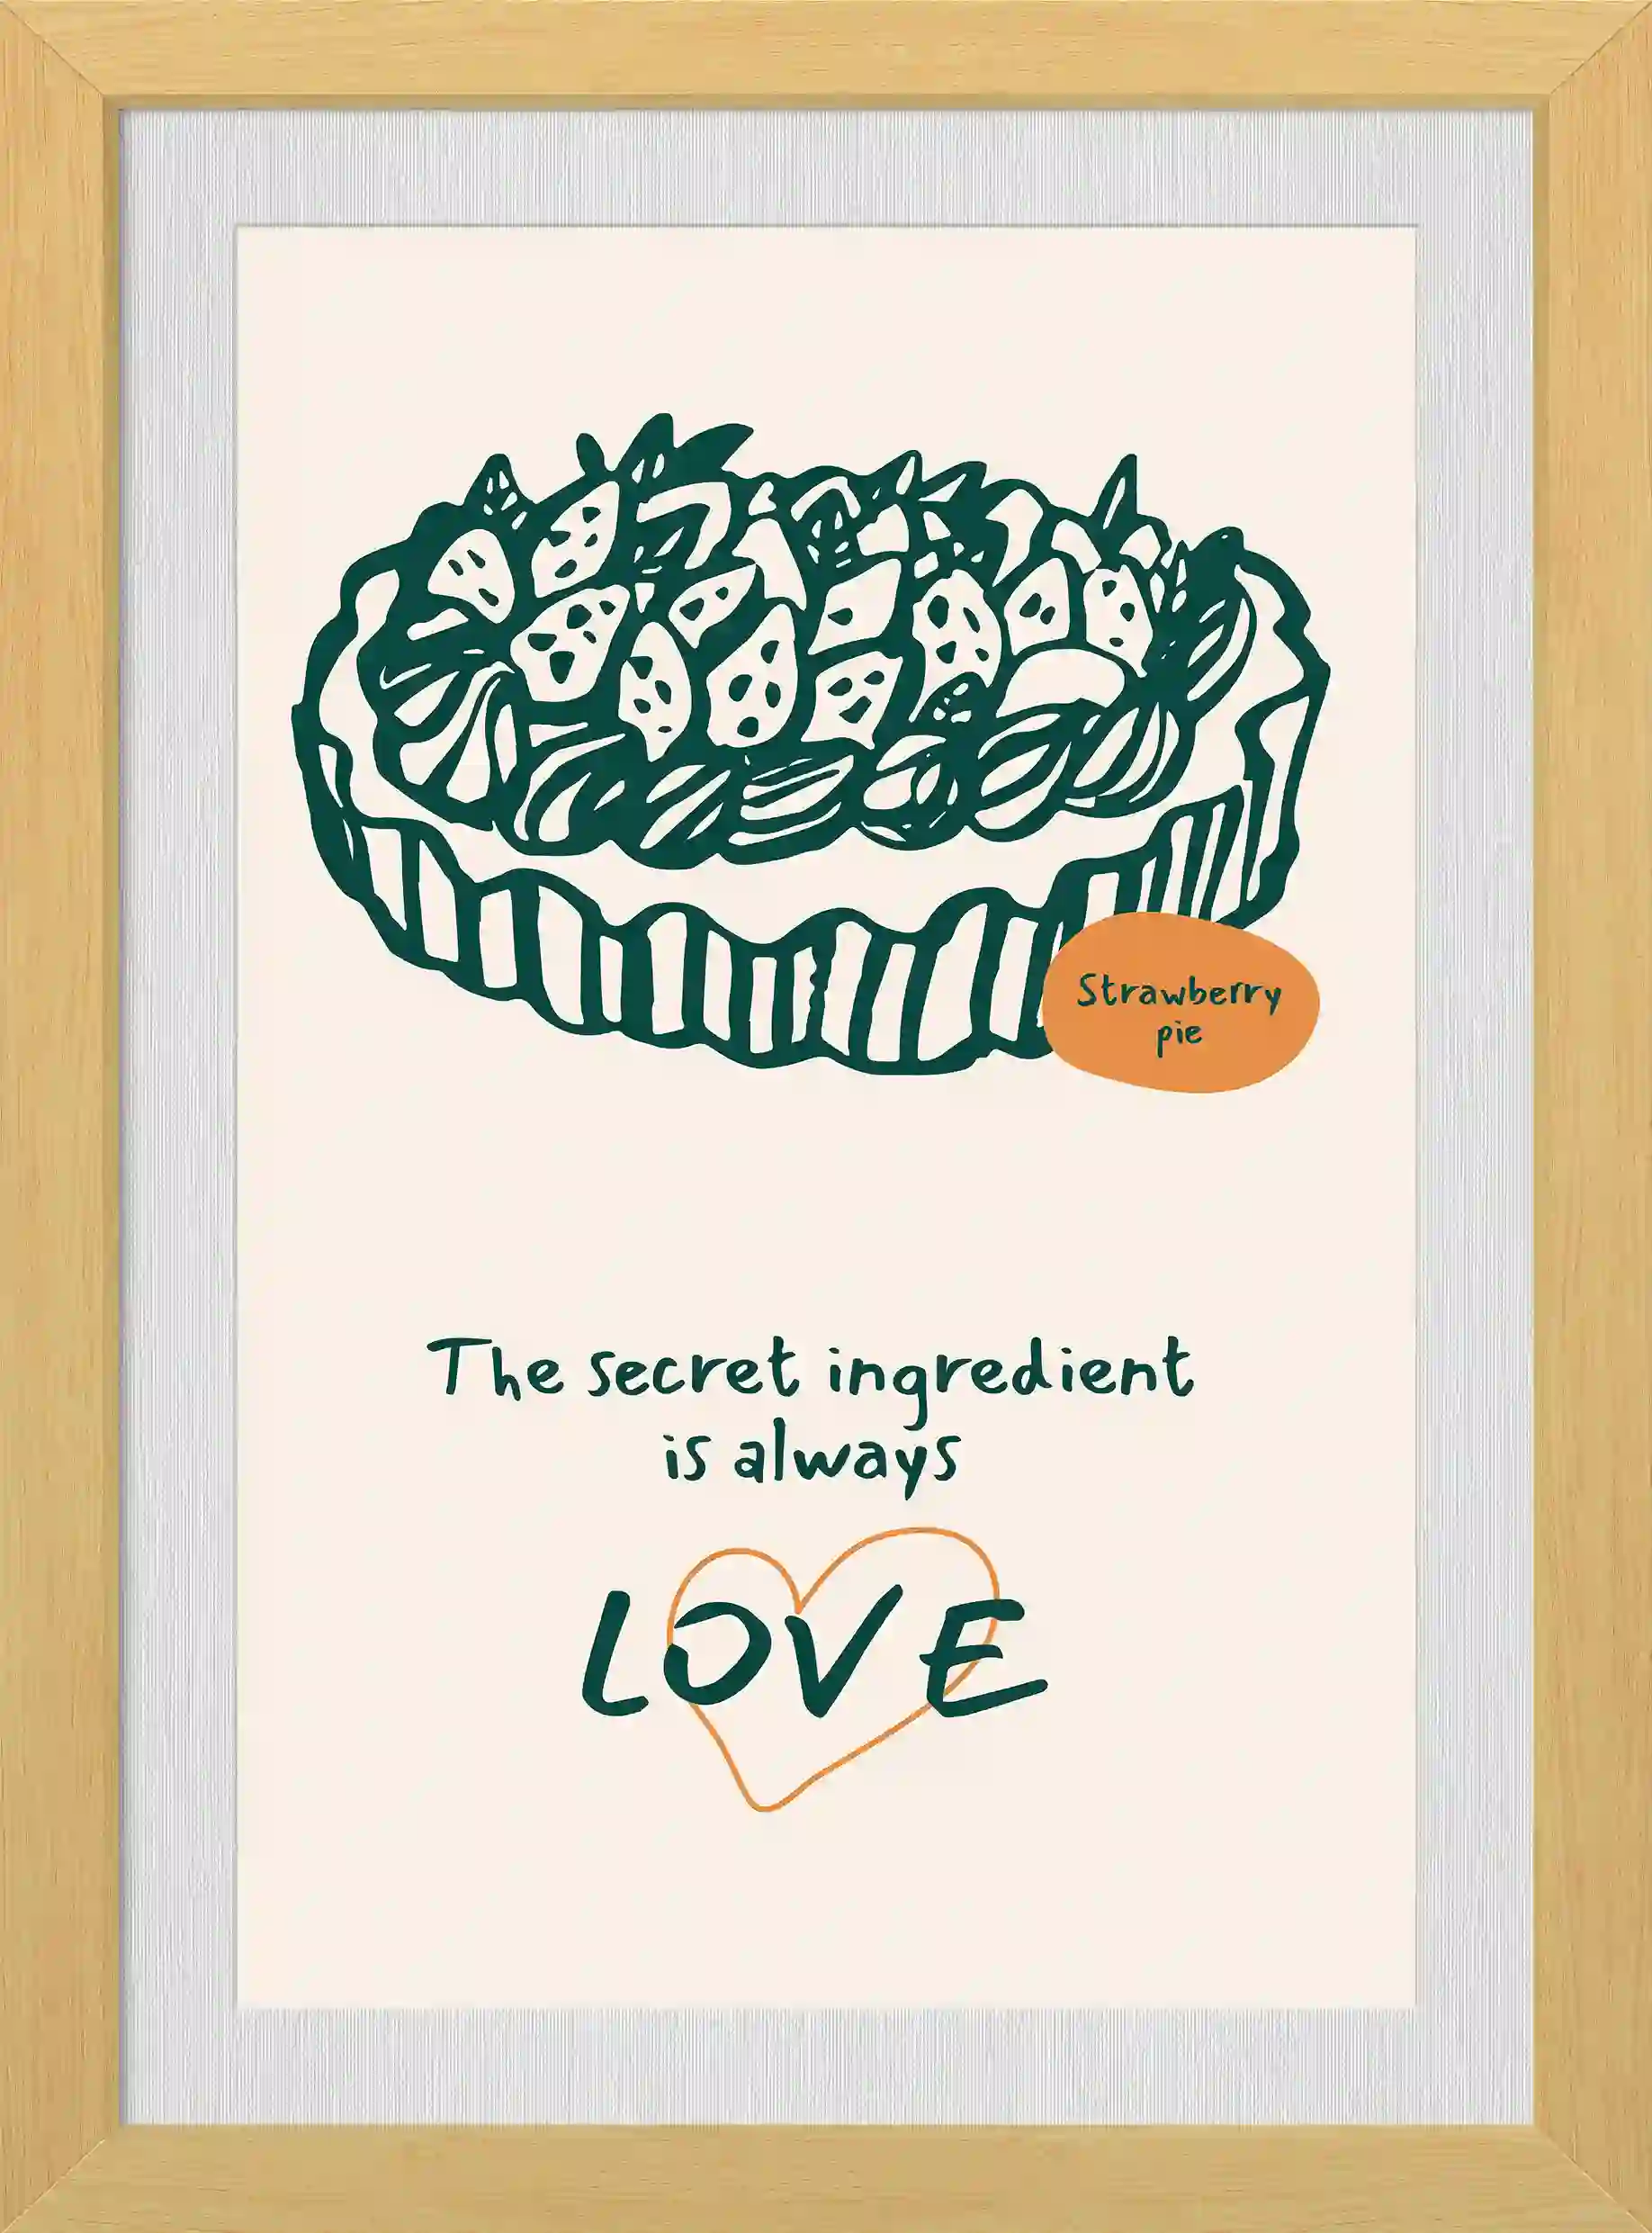 Strawberry
pie
The secret ingredient
is always
LOVE